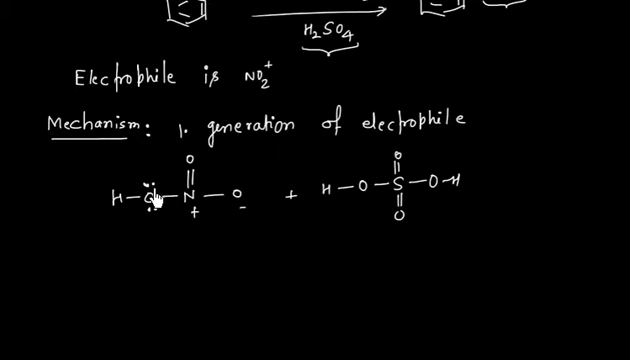 H₂SO₄
Electrophile is NO₂⁺
Mechanism: 1. generation of electrophile
O O
H – O – N – O + H – O – S – O – H
+ – O